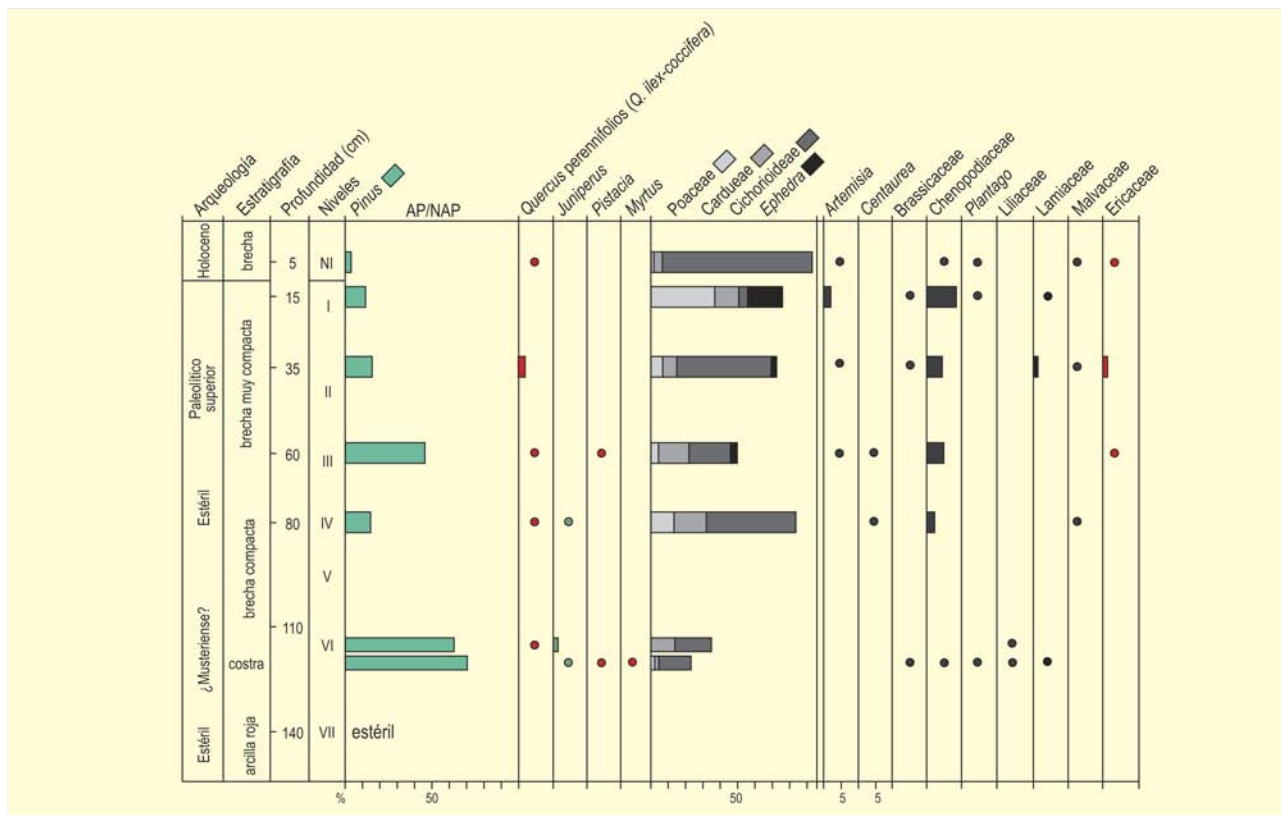 Arqueología
Estratigrafía
Profundidad (cm)
Niveles
Pinus
AP/NAP
Quercus perennifolios (Q. ilex-coccifera)
Juniperus
Pistacia
Myrtus
Poaceae
Cardueae
Cichorioideae
Ephedra
Artemisia
Centaurea
Brassicaceae
Chenopodiaceae
Plantago
Liliaceae
Lamiaceae
Malvaceae
Ericaceae
Holoceno
brecha
5
NI
15
I
Paleolítico
superior
brecha muy compacta
35
II
60
III
Estéril
80
IV
brecha compacta
V
110
¿Musteriense?
VI
costra
Estéril
arcilla roja
140
VII
estéril
%
50
50
5
5